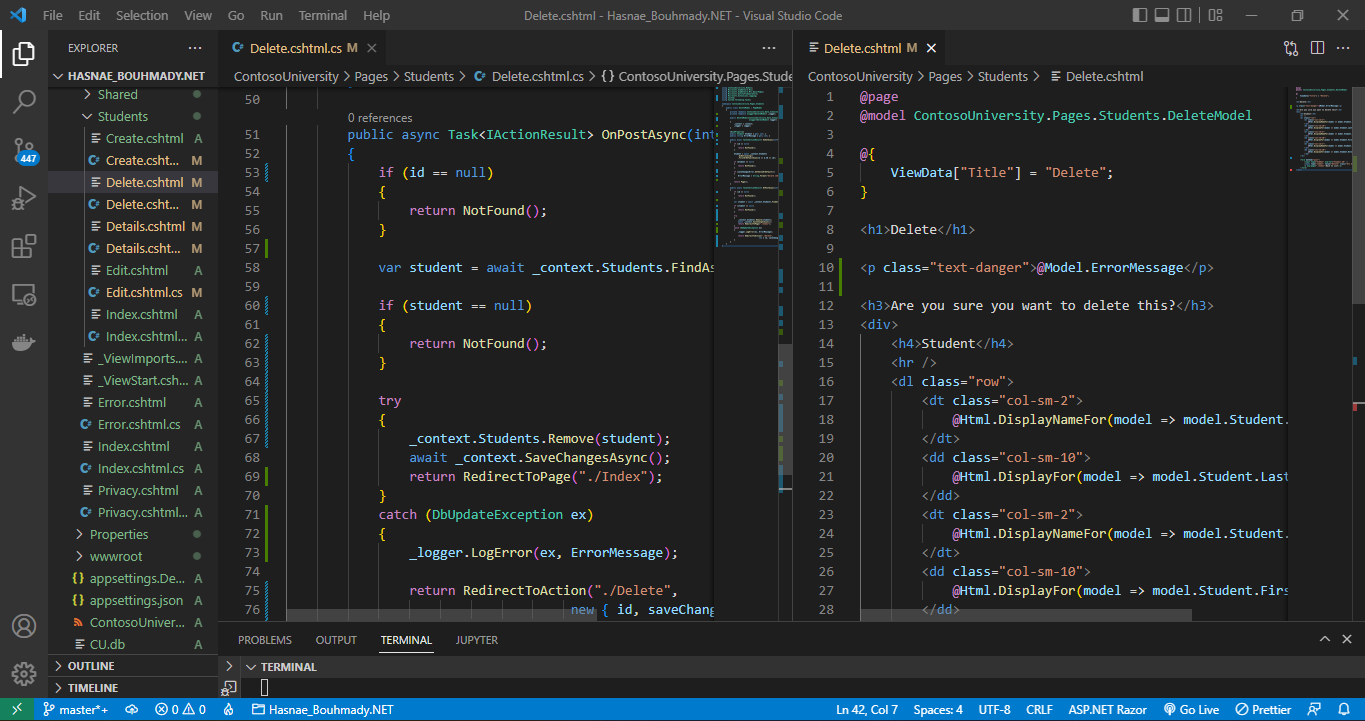 File Edit Selection View Go Run Terminal Help
Delete.cshtml - Hasnae_Bouhmady.NET - Visual Studio Code
EXPLORER
HASNAE_BOUHMADY.NET
Shared
Students
Create.cshtml A
Create.csht... M
Delete.cshtml M
Delete.csht... M
Details.cshtml M
Details.csht... M
Edit.cshtml A
Edit.cshtml.cs M
Index.cshtml A
Index.cshtml... A
_ViewImports.... A
_ViewStart.csh... A
Error.cshtml A
Error.cshtml.cs A
Index.cshtml A
Index.cshtml.cs A
Privacy.cshtml A
Privacy.cshtml... A
Properties
wwwroot
{} appsettings.De... A
{} appsettings.json A
ContosoUniver... A
CU.db A
OUTLINE
TIMELINE
447
Delete.cshtml.cs M
ContosoUniversity > Pages > Students > Delete.cshtml.cs > {} ContosoUniversity.Pages.Stude
50
0 references
51 public async Task<IActionResult> OnPostAsync(int
52 {
53 if (id == null)
54 {
55 return NotFound();
56 }
57
58 var student = await _context.Students.FindAs
59
60 if (student == null)
61 {
62 return NotFound();
63 }
64
65 try
66 {
67 _context.Students.Remove(student);
68 await _context.SaveChangesAsync();
69 return RedirectToPage("./Index");
70 }
71 catch (DbUpdateException ex)
72 {
73 _logger.LogError(ex, ErrorMessage);
74
75 return RedirectToAction("./Delete",
76 new { id, saveChang
Delete.cshtml M
ContosoUniversity > Pages > Students > Delete.cshtml
1 @page
2 @model ContosoUniversity.Pages.Students.DeleteModel
3
4 @{
5 ViewData["Title"] = "Delete";
6 }
7
8 <h1>Delete</h1>
9
10 <p class="text-danger">@Model.ErrorMessage</p>
11
12 <h3>Are you sure you want to delete this?</h3>
13 <div>
14 <h4>Student</h4>
15 <hr />
16 <dl class="row">
17 <dt class="col-sm-2">
18 @Html.DisplayNameFor(model => model.Student.
19 </dt>
20 <dd class="col-sm-10">
21 @Html.DisplayFor(model => model.Student.Last
22 </dd>
23 <dt class="col-sm-2">
24 @Html.DisplayNameFor(model => model.Student.
25 </dt>
26 <dd class="col-sm-10">
27 @Html.DisplayFor(model => model.Student.Firs
28 </dd>
PROBLEMS OUTPUT TERMINAL JUPYTER
TERMINAL
master*+ 0 0 Hasnae_Bouhmady.NET
Ln 42, Col 7 Spaces: 4 UTF-8 CRLF ASP.NET Razor Go Live Prettier